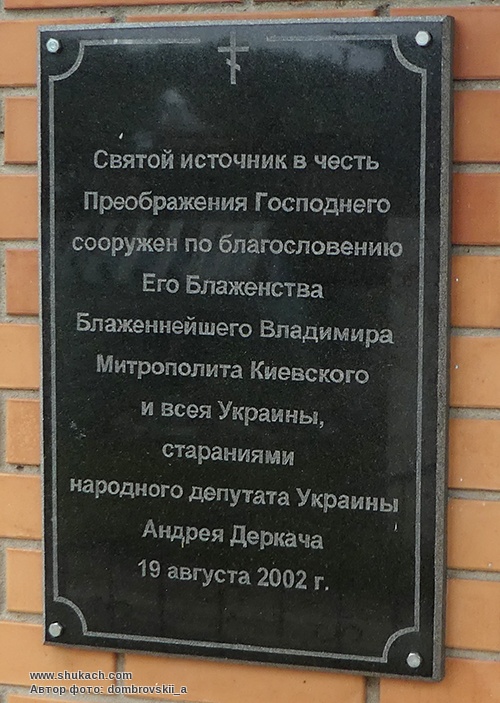 Святой источник в честь
Преображения Господнего
сооружен по благословению
Его Блаженства
Блаженнейшего Владимира
Митрополита Киевского
и всея Украины,
стараниями
народного депутата Украины
Андрея Деркача
19 августа 2002 г.
www.shukach.com
Автор фото: dombrovskii_a